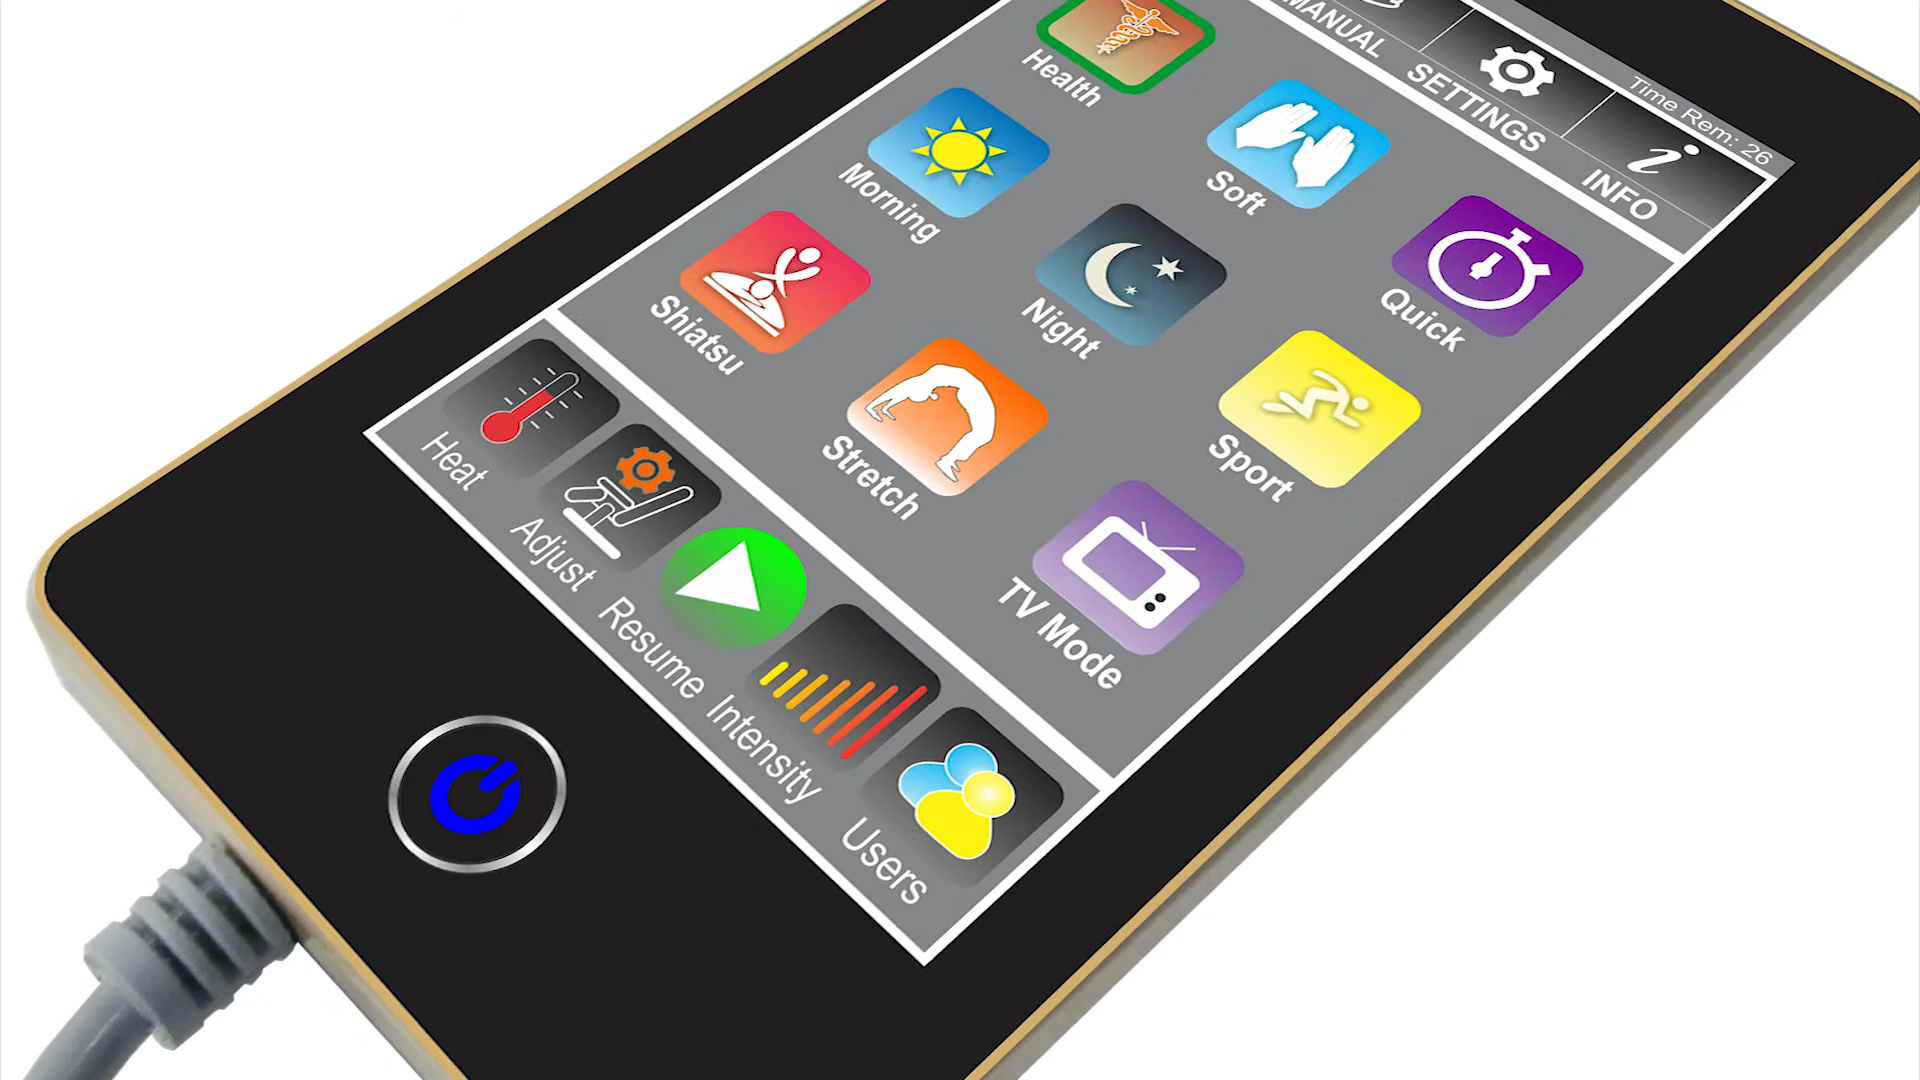 Time Rem: 26
MANUAL
SETTINGS
INFO
Health
Soft
Quick
Morning
Night
Sport
Shiatsu
Stretch
TV Mode
Heat
Adjust
Resume
Intensity
Users